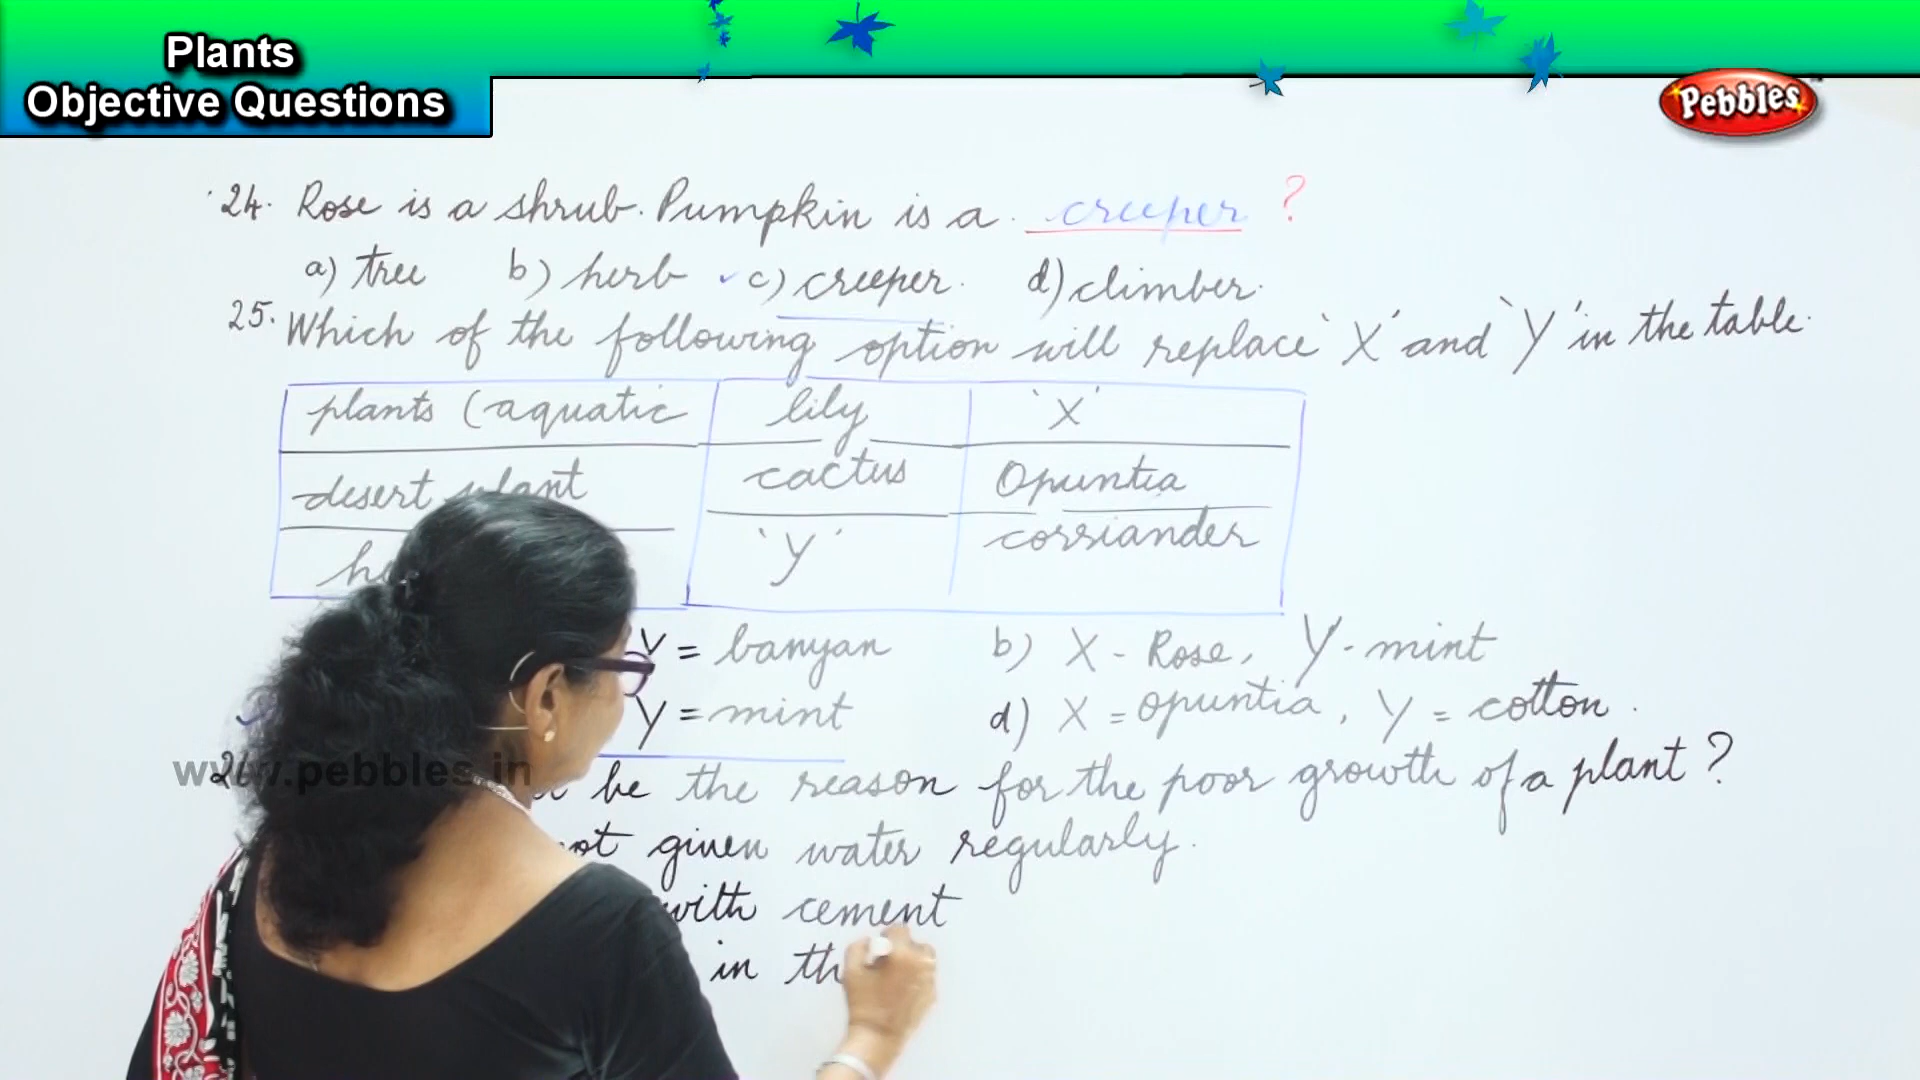 Plants
Objective Questions
Pebbles
24. Rose is a shrub. Pumpkin is a creeper ?
a) tree b) herb c) creeper. d) climber.
25. Which of the following option will replace 'X' and 'Y' in the table.
plants (aquatic lily 'X'
desert plant cactus Opuntia
'Y' corriander
Y = banyan b) X - Rose, Y - mint
Y = mint d) X = opuntia, Y = cotton.
www.pebbles.in
be the reason for the poor growth of a plant ?
not given water regularly.
with cement
in th